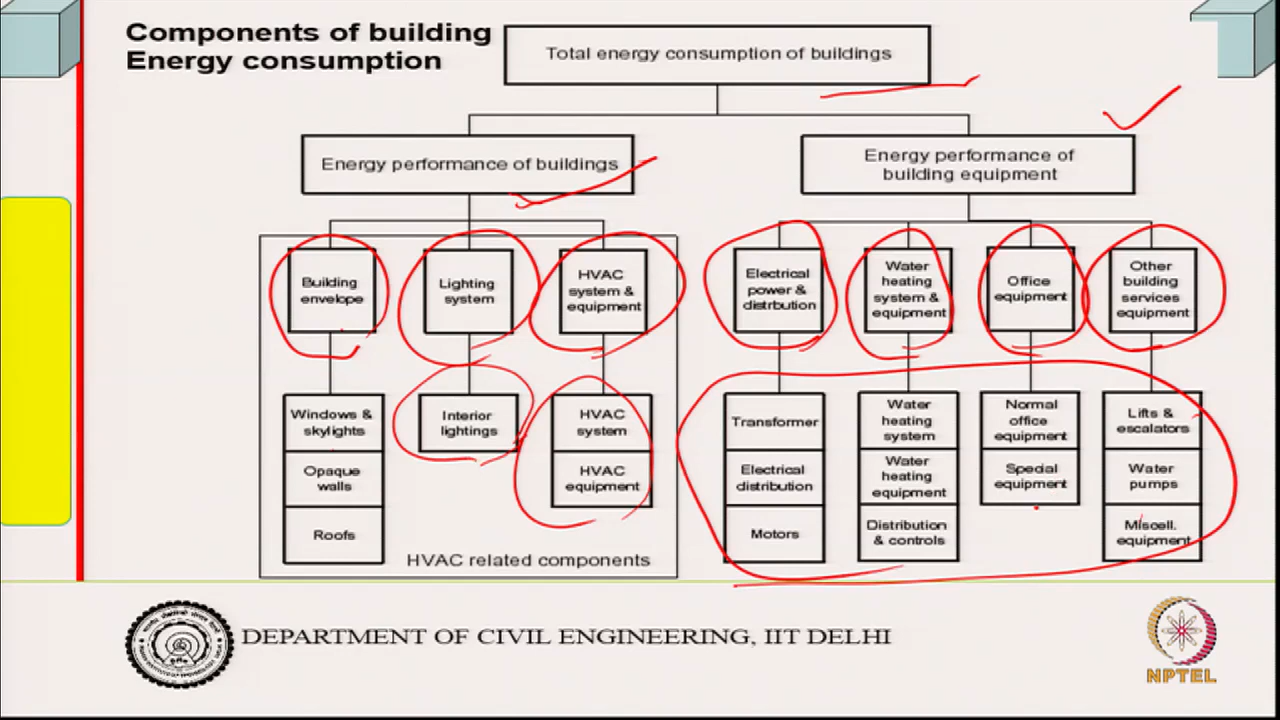 Components of building
Energy consumption
Total energy consumption of buildings
Energy performance of buildings
Energy performance of
building equipment
Building
envelope
Lighting
system
HVAC
system &
equipment
Electrical
power &
distrbution
Water
heating
system &
equipment
Office
equipment
Other
building
services
equipment
Windows &
skylights
Opaque
walls
Roofs
Interior
lightings
HVAC
system
HVAC
equipment
Transformer
Electrical
distribution
Motors
Water
heating
system
Water
heating
equipment
Distribution
& controls
Normal
office
equipment
Special
equipment
Lifts &
escalators
Water
pumps
Miscell.
equipment
HVAC related components
DEPARTMENT OF CIVIL ENGINEERING, IIT DELHI
NPTEL